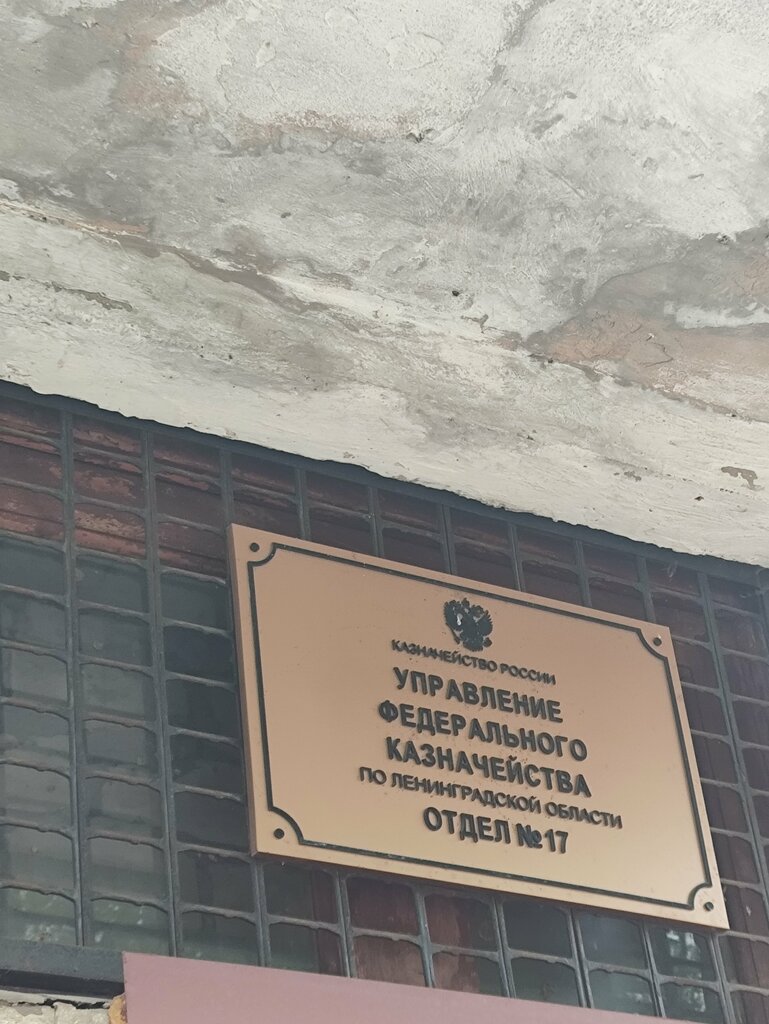 КАЗНАЧЕЙСТВО РОССИИ
УПРАВЛЕНИЕ
ФЕДЕРАЛЬНОГО
КАЗНАЧЕЙСТВА
ПО ЛЕНИНГРАДСКОЙ ОБЛАСТИ
ОТДЕЛ №17